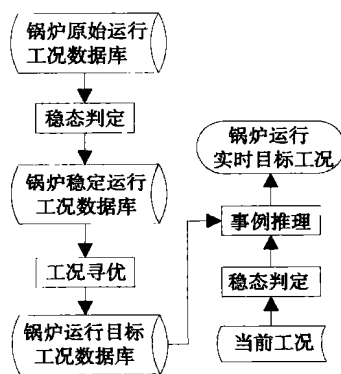 锅炉原始运行
工况数据库
稳态判定
锅炉稳定运行
工况数据库
工况寻优
锅炉运行目标
工况数据库
锅炉运行
实时目标工况
事例推理
稳态判定
当前工况